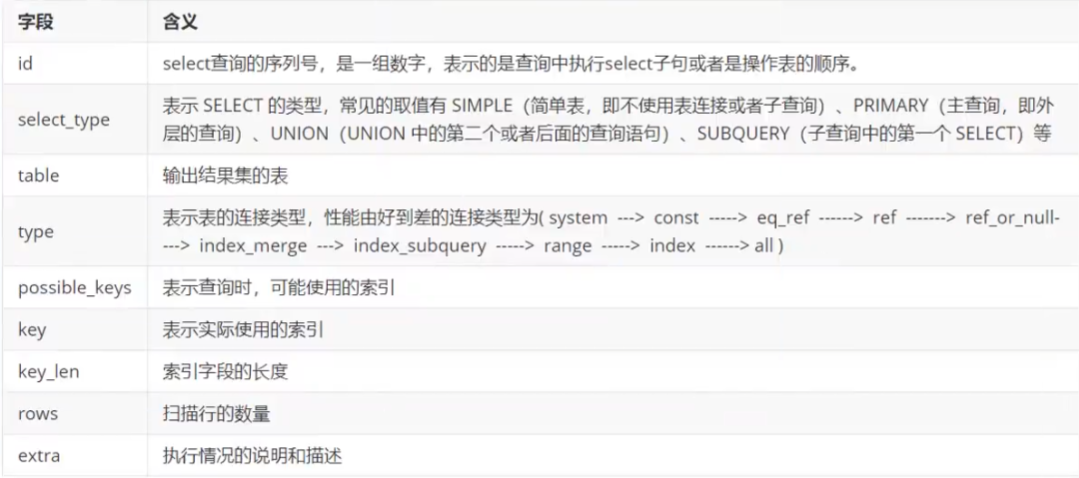 字段 含义
id select查询的序列号，是一组数字，表示的是查询中执行select子句或者是操作表的顺序。
select_type 表示 SELECT 的类型，常见的取值有 SIMPLE（简单表，即不使用表连接或者子查询）、PRIMARY（主查询，即外
层的查询）、UNION（UNION 中的第二个或者后面的查询语句）、SUBQUERY（子查询中的第一个 SELECT）等
table 输出结果集的表
type 表示表的连接类型，性能由好到差的连接类型为( system ---> const -----> eq_ref ------> ref -------> ref_or_null-
---> index_merge ---> index_subquery -----> range -----> index ------> all )
possible_keys 表示查询时，可能使用的索引
key 表示实际使用的索引
key_len 索引字段的长度
rows 扫描行的数量
extra 执行情况的说明和描述